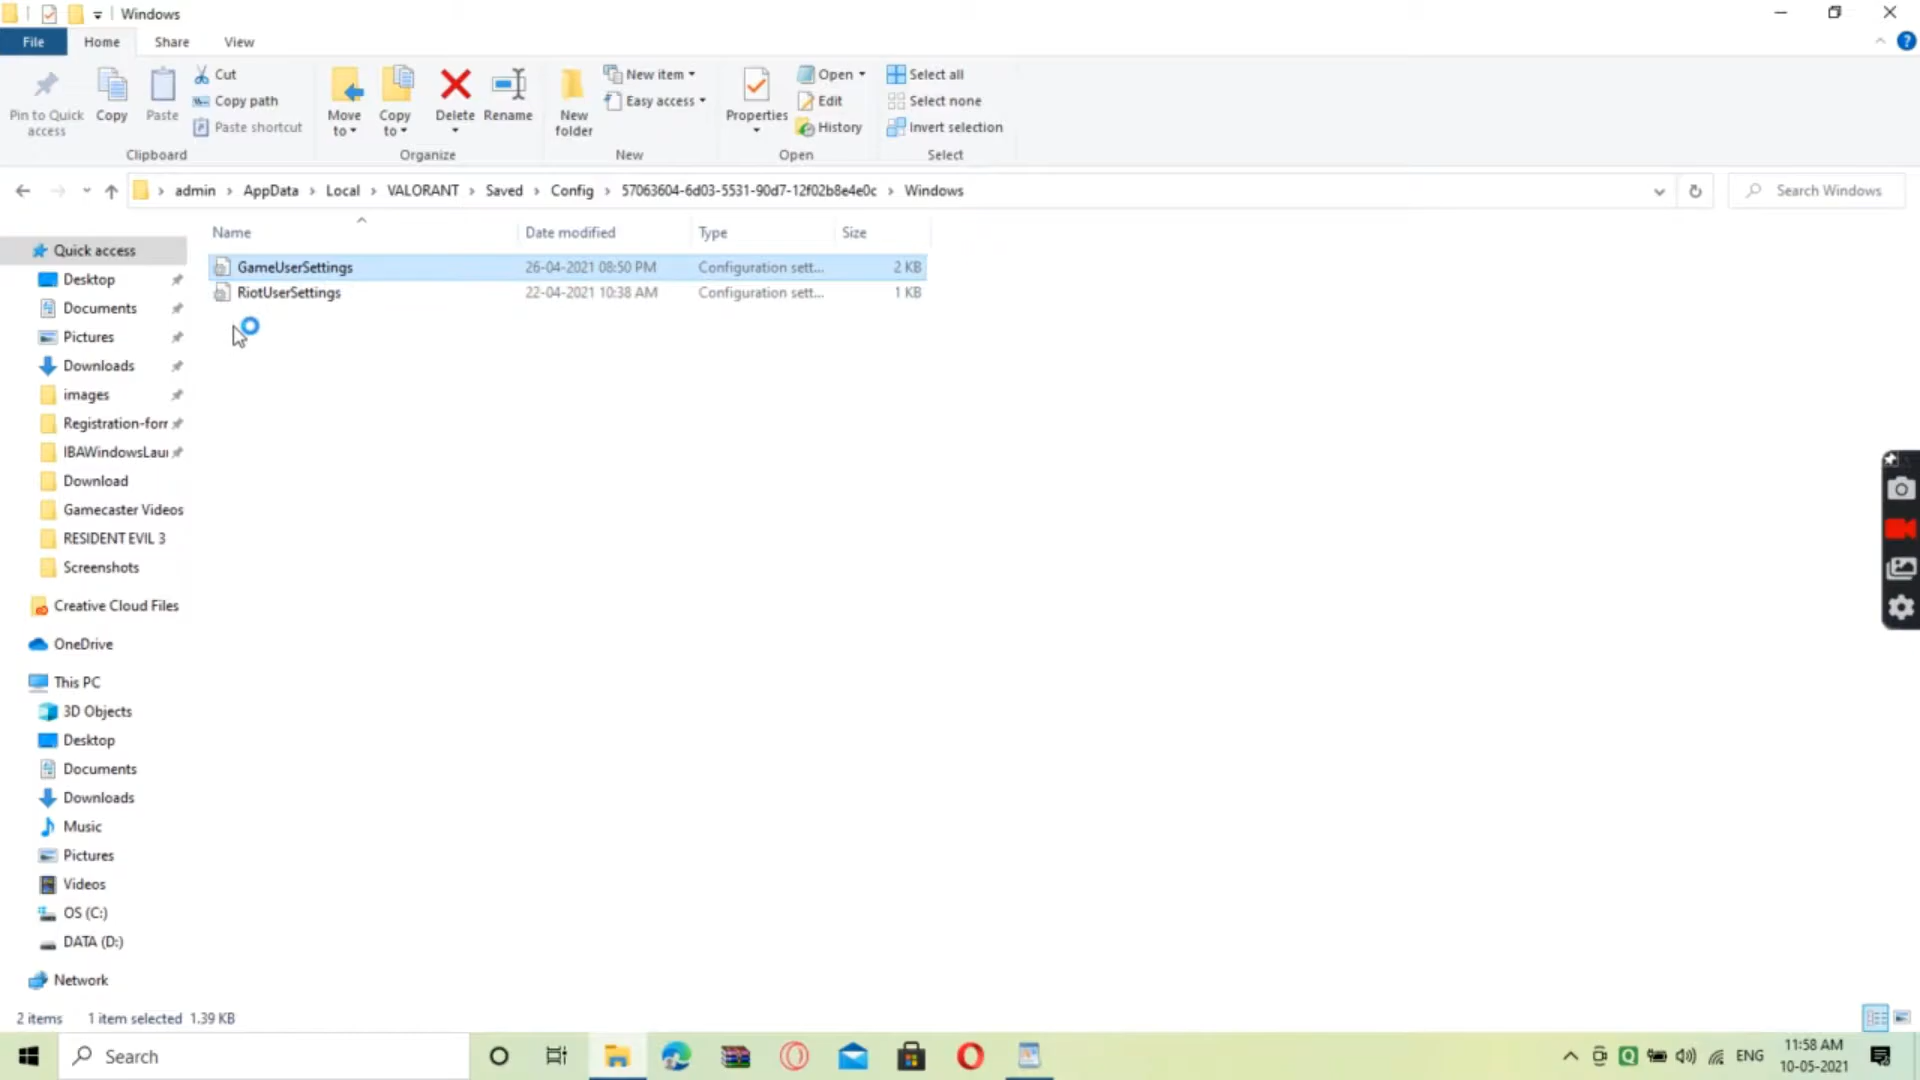 Windows
File Home Share View
Pin to Quick access
Copy
Paste
Cut
Copy path
Paste shortcut
Clipboard
Move to
Copy to
Delete
Rename
Organize
New folder
New item
Easy access
New
Properties
Open
Edit
History
Open
Select all
Select none
Invert selection
Select
admin AppData Local VALORANT Saved Config 57063604-6d03-5531-90d7-12f02b8e4e0c Windows
Search Windows
Name Date modified Type Size
GameUserSettings 26-04-2021 08:50 PM Configuration sett... 2 KB
RiotUserSettings 22-04-2021 10:38 AM Configuration sett... 1 KB
Quick access
Desktop
Documents
Pictures
Downloads
images
Registration-forr
IBAWindowsLau
Download
Gamecaster Videos
RESIDENT EVIL 3
Screenshots
Creative Cloud Files
OneDrive
This PC
3D Objects
Desktop
Documents
Downloads
Music
Pictures
Videos
OS (C:)
DATA (D:)
Network
2 items 1 item selected 1.39 KB
Search
ENG
11:58 AM
10-05-2021